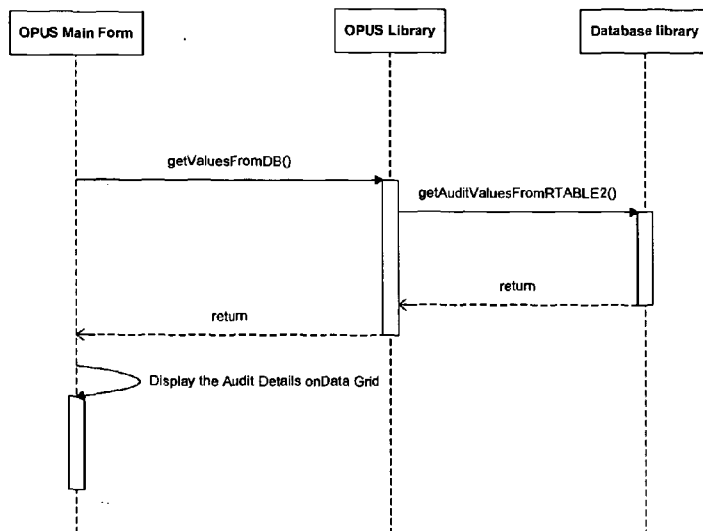 OPUS Main Form
OPUS Library
Database library
getValuesFromDB()
getAuditValuesFromRTABLE2()
return
return
Display the Audit Details onData Grid